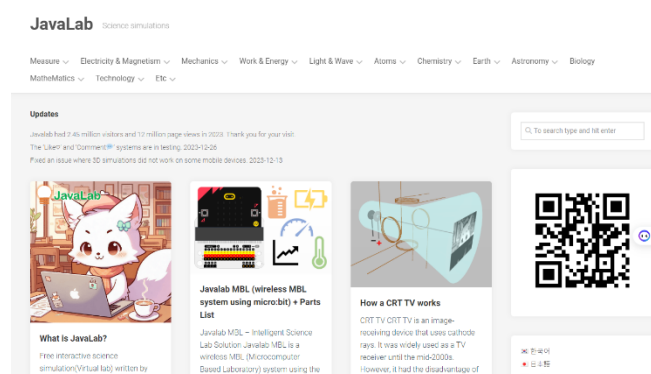 JavaLab Science simulations
Measure Electricity & Magnetism Mechanics Work & Energy Light & Wave Atoms Chemistry Earth Astronomy Biology
MatheMatics Technology Etc
Updates
Javalab had 2.45 million visitors and 12 million page views in 2023. Thank you for your visit.
The 'Like♡' and 'Comment💬' systems are in testing. 2023-12-26
Fixed an issue where 3D simulations did not work on some mobile devices. 2023-12-13
To search type and hit enter
JavaLab
What is JavaLab?
Free interactive science
simulation(Virtual lab) written by
Javalab MBL (wireless MBL
system using micro:bit) + Parts
List
Javalab MBL – Intelligent Science
Lab Solution Javalab MBL is a
wireless MBL (Microcomputer
Based Laboratory) system using the
How a CRT TV works
CRT TV CRT TV is an image-
receiving device that uses cathode
rays. It was widely used as a TV
receiver until the mid-2000s.
However, it had the disadvantage of
한국어
日本語